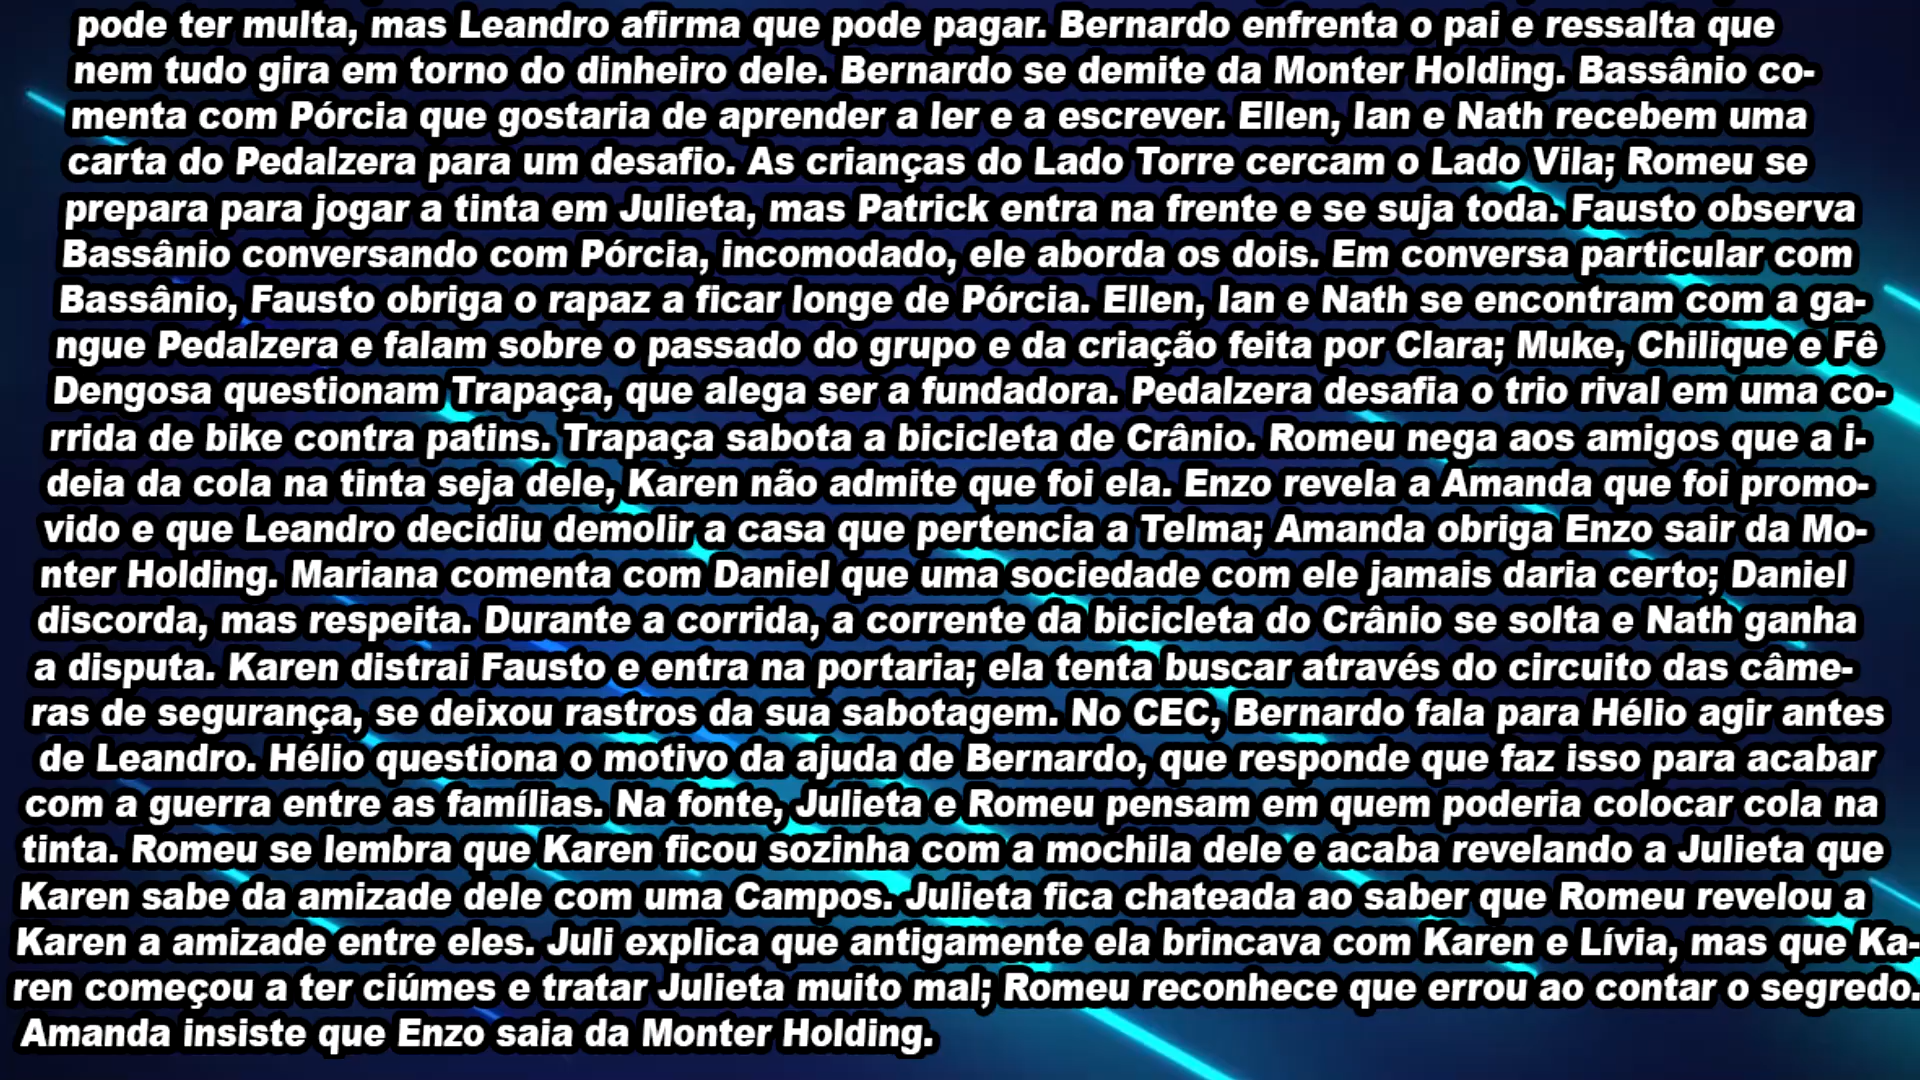 pode ter multa, mas Leandro afirma que pode pagar. Bernardo enfrenta o pai e ressalta que
nem tudo gira em torno do dinheiro dele. Bernardo se demite da Monter Holding. Bassânio co-
menta com Pórcia que gostaria de aprender a ler e a escrever. Ellen, Ian e Nath recebem uma
carta do Pedalzera para um desafio. As crianças do Lado Torre cercam o Lado Vila; Romeu se
prepara para jogar a tinta em Julieta, mas Patrick entra na frente e se suja toda. Fausto observa
Bassânio conversando com Pórcia, incomodado, ele aborda os dois. Em conversa particular com
Bassânio, Fausto obriga o rapaz a ficar longe de Pórcia. Ellen, Ian e Nath se encontram com a ga-
ngue Pedalzera e falam sobre o passado do grupo e da criação feita por Clara; Muke, Chilique e Fê
Dengosa questionam Trapaça, que alega ser a fundadora. Pedalzera desafia o trio rival em uma co-
rrida de bike contra patins. Trapaça sabota a bicicleta de Crânio. Romeu nega aos amigos que a i-
deia da cola na tinta seja dele, Karen não admite que foi ela. Enzo revela a Amanda que foi promo-
vido e que Leandro decidiu demolir a casa que pertencia a Telma; Amanda obriga Enzo sair da Mo-
nter Holding. Mariana comenta com Daniel que uma sociedade com ele jamais daria certo; Daniel
discorda, mas respeita. Durante a corrida, a corrente da bicicleta do Crânio se solta e Nath ganha
a disputa. Karen distrai Fausto e entra na portaria; ela tenta buscar através do circuito das câme-
ras de segurança, se deixou rastros da sua sabotagem. No CEC, Bernardo fala para Hélio agir antes
de Leandro. Hélio questiona o motivo da ajuda de Bernardo, que responde que faz isso para acabar
com a guerra entre as famílias. Na fonte, Julieta e Romeu pensam em quem poderia colocar cola na
tinta. Romeu se lembra que Karen ficou sozinha com a mochila dele e acaba revelando a Julieta que
Karen sabe da amizade dele com uma Campos. Julieta fica chateada ao saber que Romeu revelou a
Karen a amizade entre eles. Juli explica que antigamente ela brincava com Karen e Lívia, mas que Ka-
ren começou a ter ciúmes e tratar Julieta muito mal; Romeu reconhece que errou ao contar o segredo.
Amanda insiste que Enzo saia da Monter Holding.